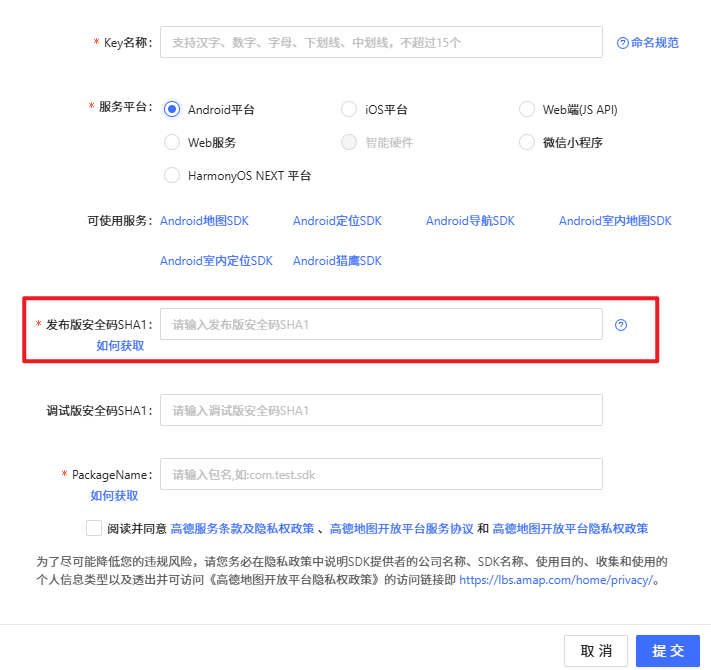 * Key名称： 支持汉字、数字、字母、下划线、中划线，不超过15个 命名规范
* 服务平台： Android平台 iOS平台 Web端(JS API)
Web服务 智能硬件 微信小程序
HarmonyOS NEXT 平台
可使用服务： Android地图SDK Android定位SDK Android导航SDK Android室内地图SDK
Android室内定位SDK Android猎鹰SDK
* 发布版安全码SHA1： 请输入发布版安全码SHA1
如何获取
调试版安全码SHA1： 请输入调试版安全码SHA1
* PackageName： 请输入包名,如:com.test.sdk
如何获取
阅读并同意 高德服务条款及隐私权政策 、高德地图开放平台服务协议 和 高德地图开放平台隐私权政策
为了尽可能降低您的违规风险，请您务必在隐私政策中说明SDK提供者的公司名称、SDK名称、使用目的、收集和使用的
个人信息类型以及透出并可访问《高德地图开放平台隐私权政策》的访问链接即 https://lbs.amap.com/home/privacy/。
取 消 提 交